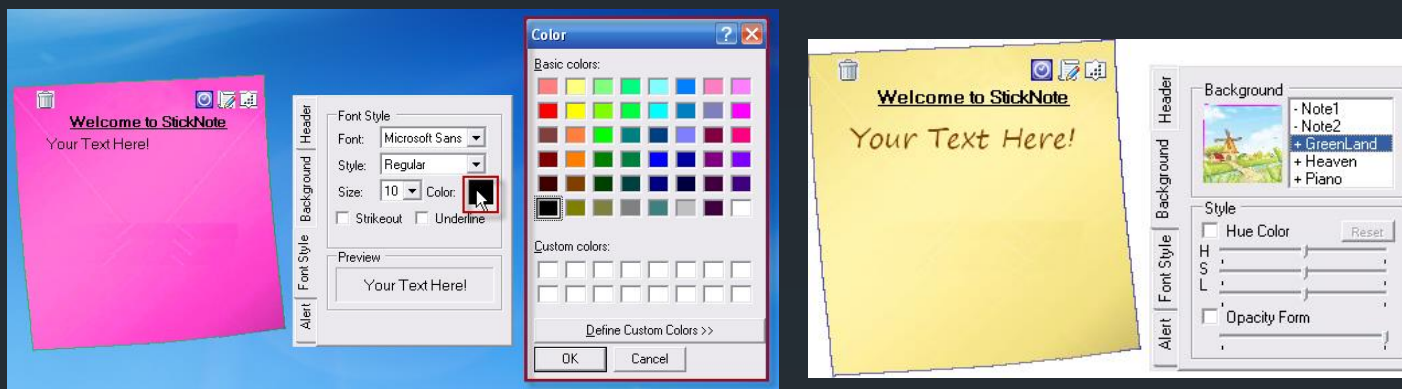 Welcome to StickNote
Your Text Here!
Header
Background
Font Style
Alert
Font Style
Font: Microsoft Sans
Style: Regular
Size: 10 Color:
Strikeout Underline
Preview
Your Text Here!
Color
Basic colors:
Custom colors:
Define Custom Colors >>
OK Cancel
Welcome to StickNote
Your Text Here!
Header
Background
Font Style
Alert
Background
- Note1
- Note2
+ GreenLand
+ Heaven
+ Piano
Style
Hue Color Reset
H
S
L
Opacity Form